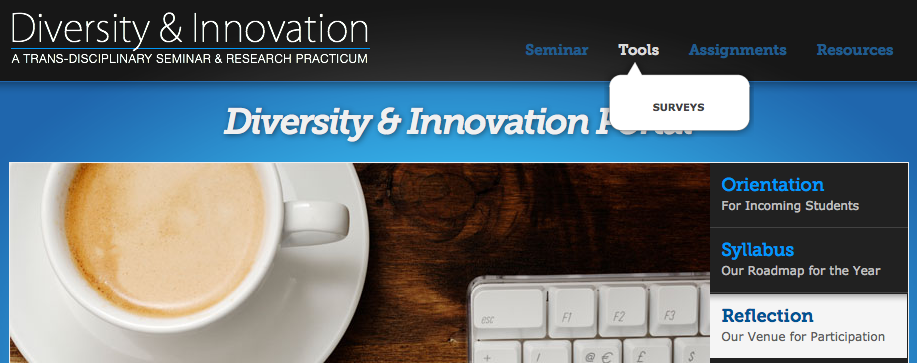 Diversity & Innovation
A TRANS-DISCIPLINARY SEMINAR & RESEARCH PRACTICUM
Seminar Tools Assignments Resources
SURVEYS
Diversity & Innovation
Orientation
For Incoming Students
Syllabus
Our Roadmap for the Year
Reflection
Our Venue for Participation
esc F1 F2 F3
+ ! @ € #